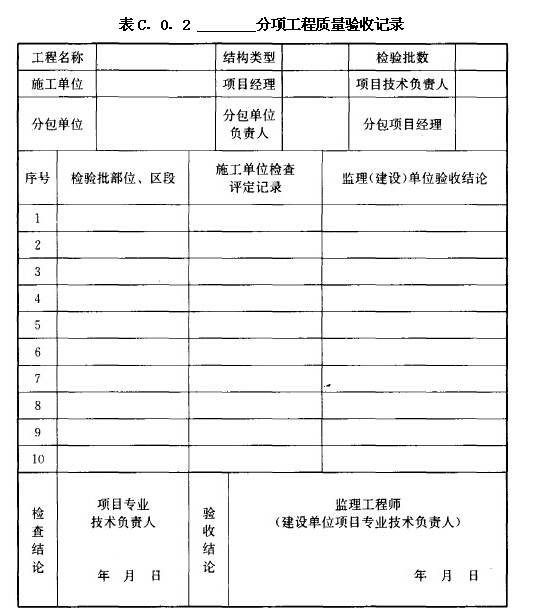 表C. 0. 2 ________分项工程质量验收记录
工程名称 结构类型 检验批数
施工单位 项目经理 项目技术负责人
分包单位 分包单位
负责人 分包项目经理
序号 检验批部位、区段 施工单位检查
评定记录 监理(建设)单位验收结论
1
2
3
4
5
6
7
8
9
10
检查结论
项目专业
技术负责人
年 月 日
验收结论
监理工程师
(建设单位项目专业技术负责人)
年 月 日